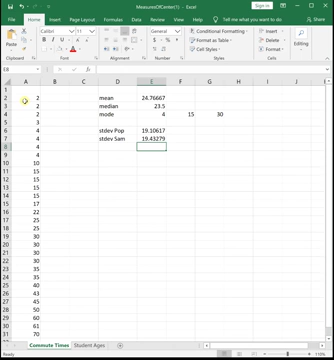 MeasuresOfCenter(1) - Excel
Sign in
File Home Insert Page Layout Formulas Data Review View Help Tell me what you want to do
Paste
Calibri 11
B I U
$ %
Conditional Formatting
Format as Table
Cell Styles
Insert
Delete
Format
Editing
Clipboard Font Alignment Number Styles Cells
E8
A B C D E F G H I
1
2 2 mean 24.76667
3 2 median 23.5
4 2 mode 4 15 30
5 3
6 4 stdev Pop 19.10617
7 4 stdev Sam 19.43279
8 4
9 4
10 10
11 15
12 15
13 15
14 15
15 17
16 22
17 25
18 25
19 30
20 30
21 30
22 30
23 35
24 35
25 40
26 43
27 45
28 50
29 60
30 61
31 70
Commute Times Student Ages
110%